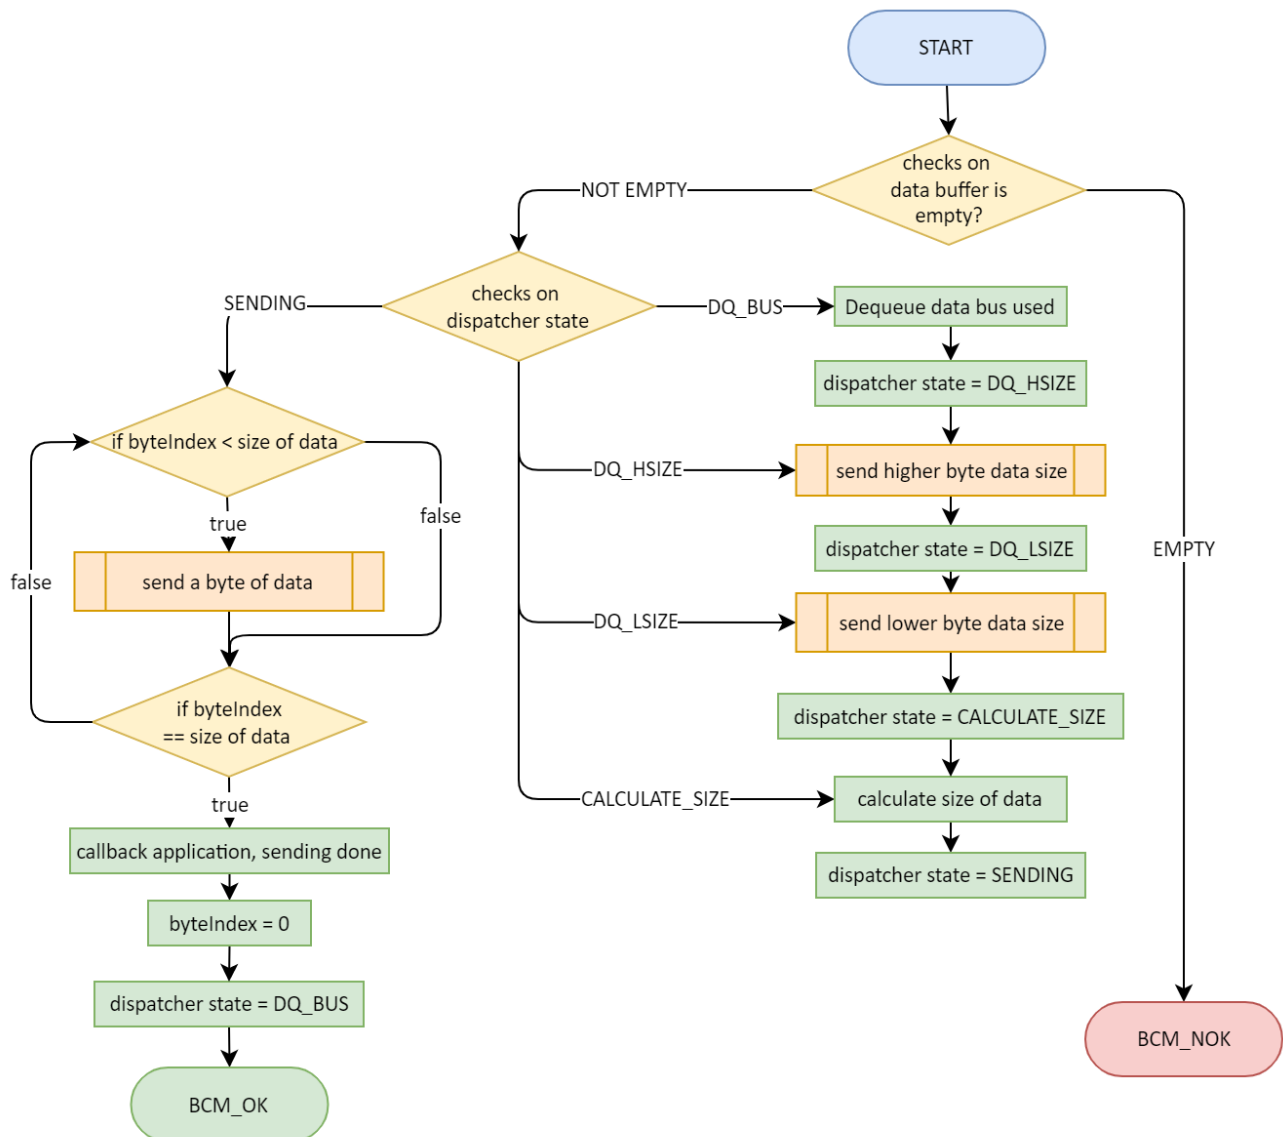 START
checks on
data buffer is
empty?
NOT EMPTY
EMPTY
checks on
dispatcher state
SENDING
DQ_BUS
Dequeue data bus used
dispatcher state = DQ_HSIZE
DQ_HSIZE
send higher byte data size
dispatcher state = DQ_LSIZE
DQ_LSIZE
send lower byte data size
dispatcher state = CALCULATE_SIZE
CALCULATE_SIZE
calculate size of data
dispatcher state = SENDING
if byteIndex < size of data
true
false
send a byte of data
false
if byteIndex
== size of data
true
callback application, sending done
byteIndex = 0
dispatcher state = DQ_BUS
BCM_OK
BCM_NOK